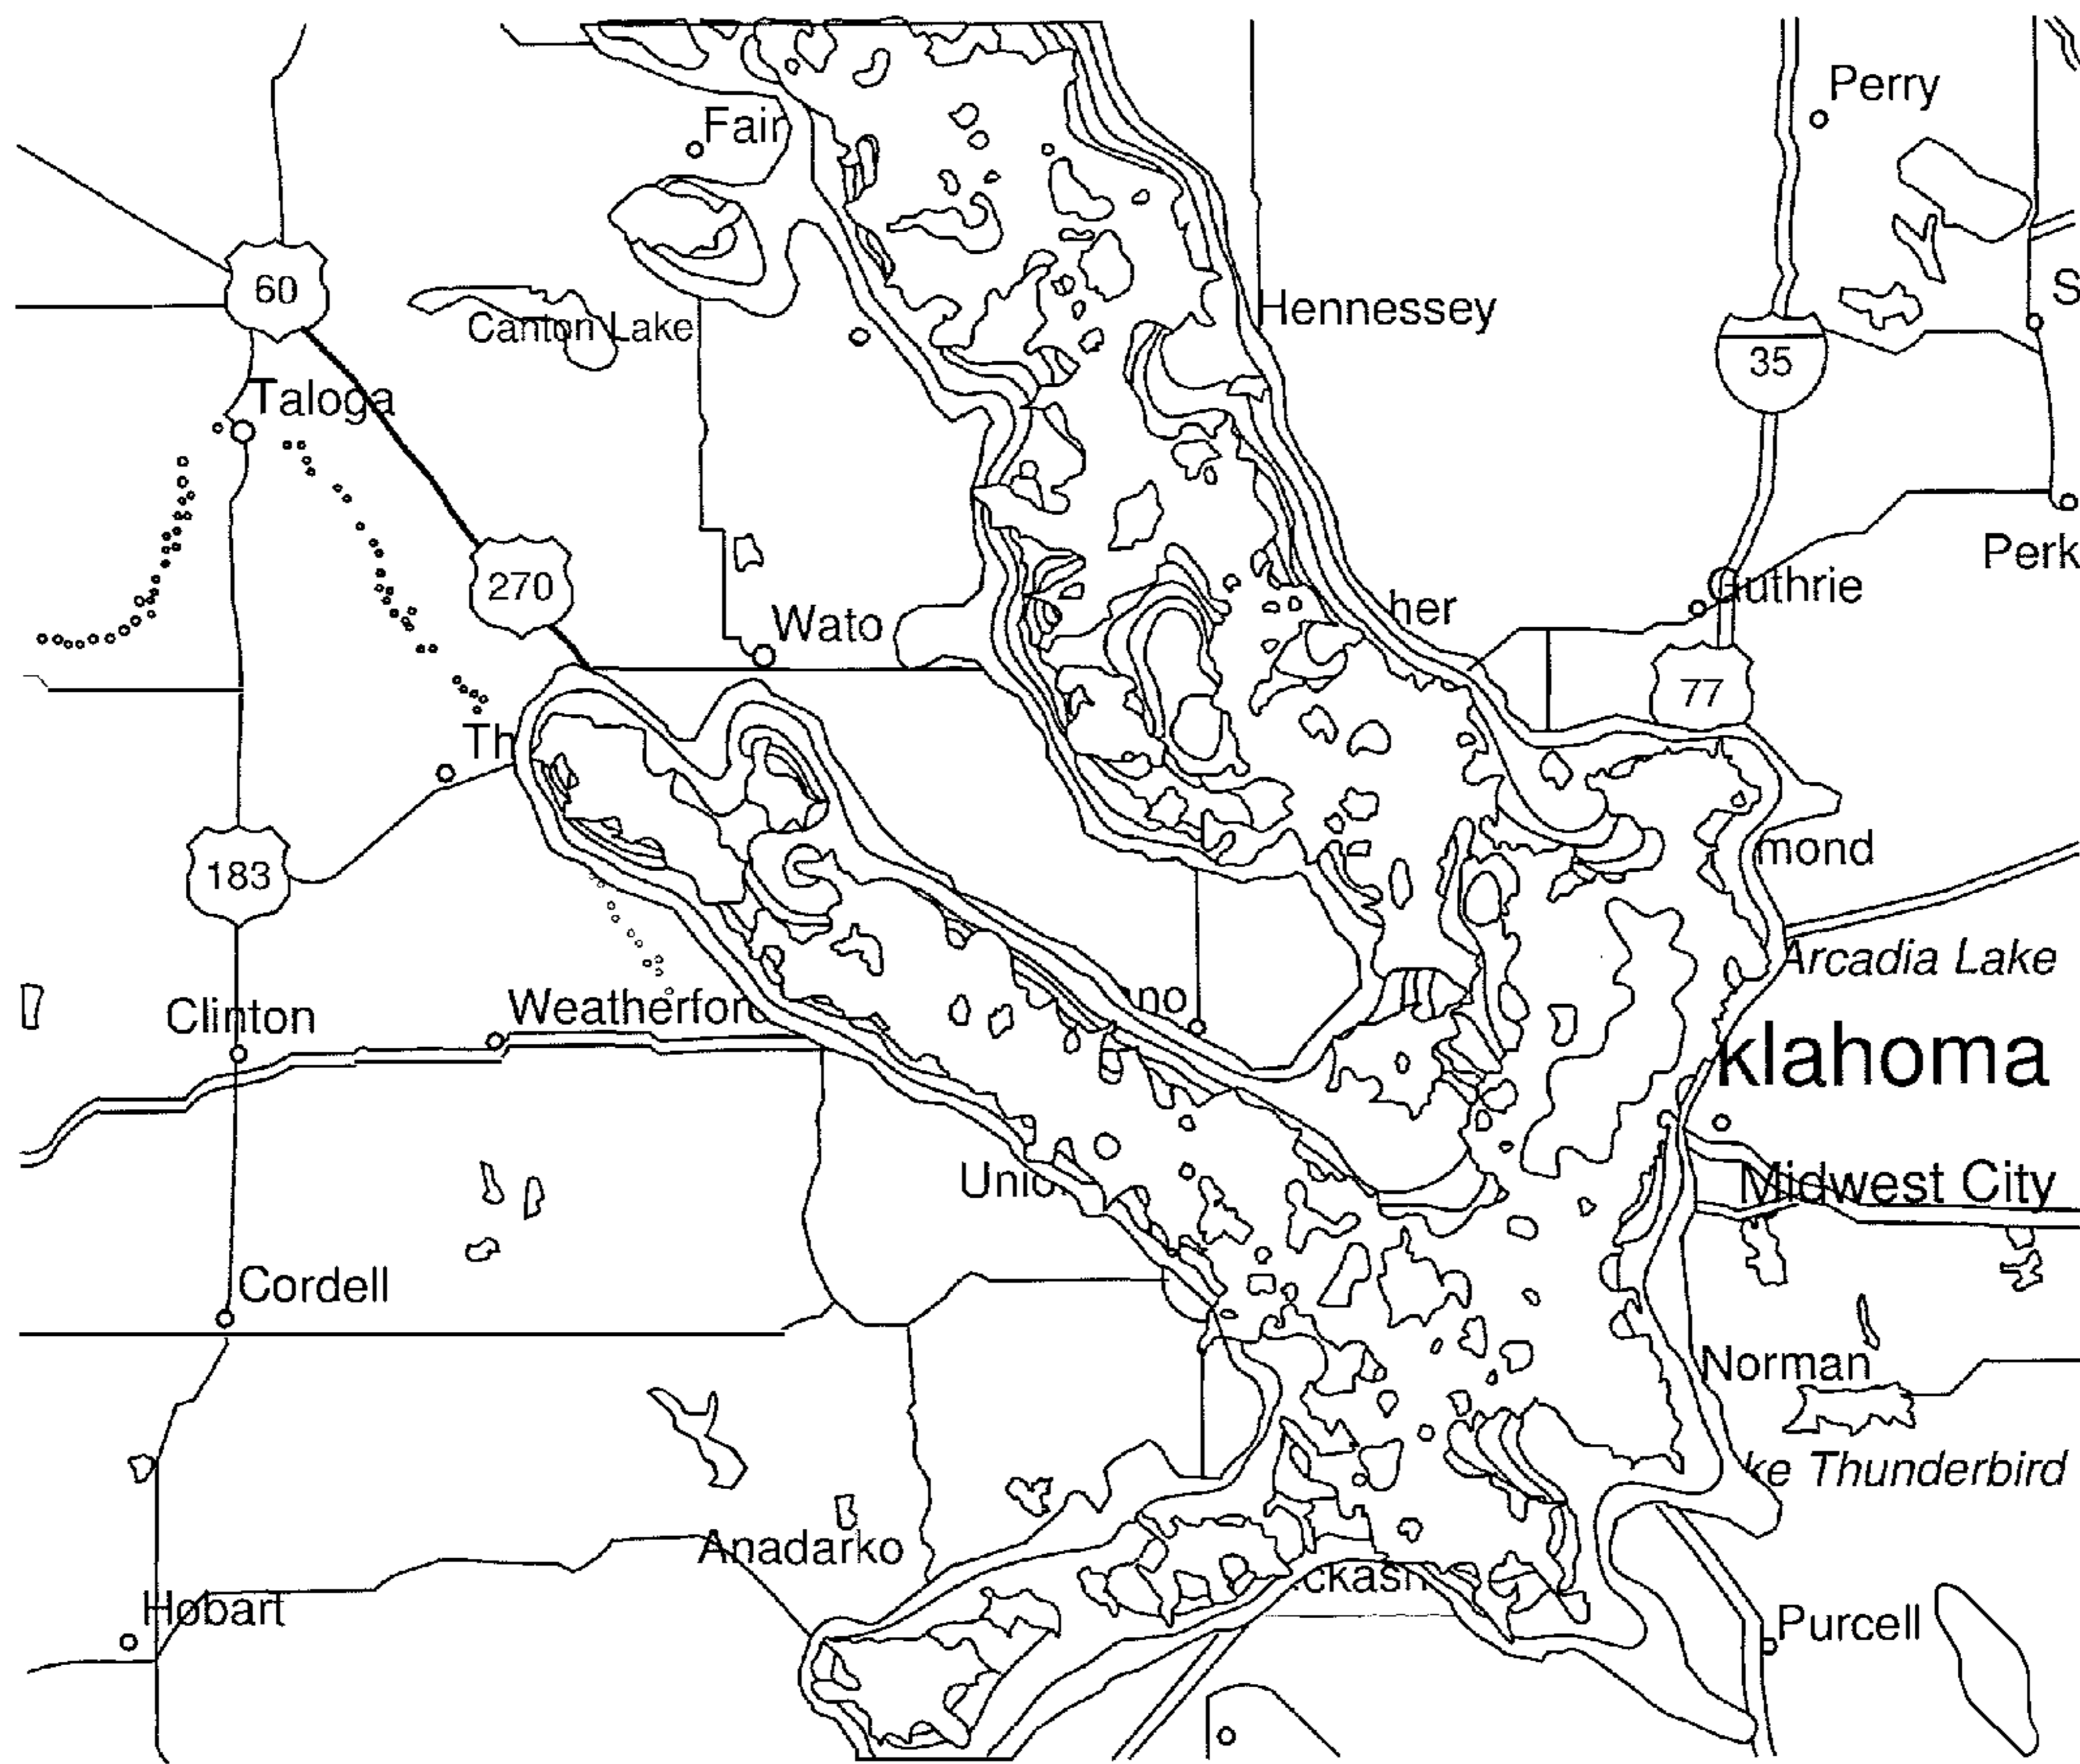 Perry
Fair
60
S
Hennessey
Canton Lake
35
Taloga
Perk
270
Guthrie
her
Wato
77
Th
mond
183
Arcadia Lake
no
Weatherford
Clinton
klahoma
Midwest City
Unio
Cordell
Norman
ke Thunderbird
Anadarko
ckash
Hobart
Purcell